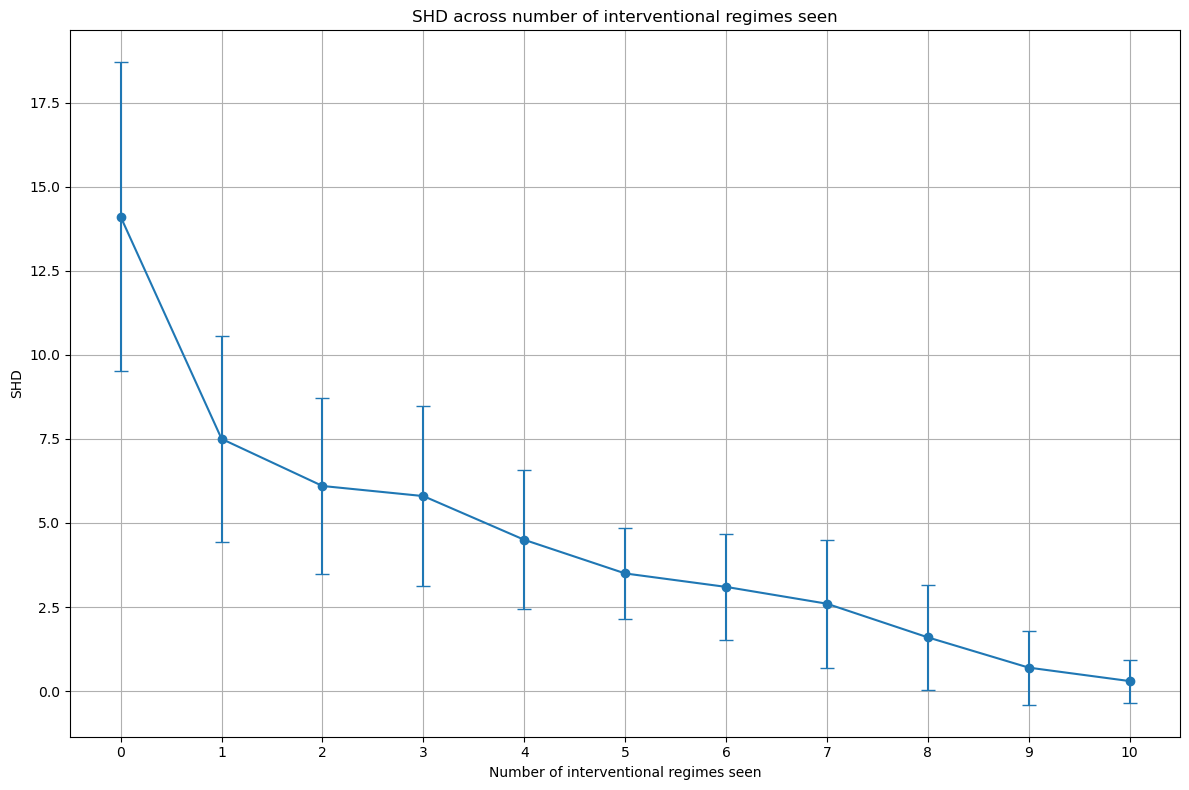 SHD across number of interventional regimes seen
SHD
17.5
15.0
12.5
10.0
7.5
5.0
2.5
0.0
0 1 2 3 4 5 6 7 8 9 10
Number of interventional regimes seen